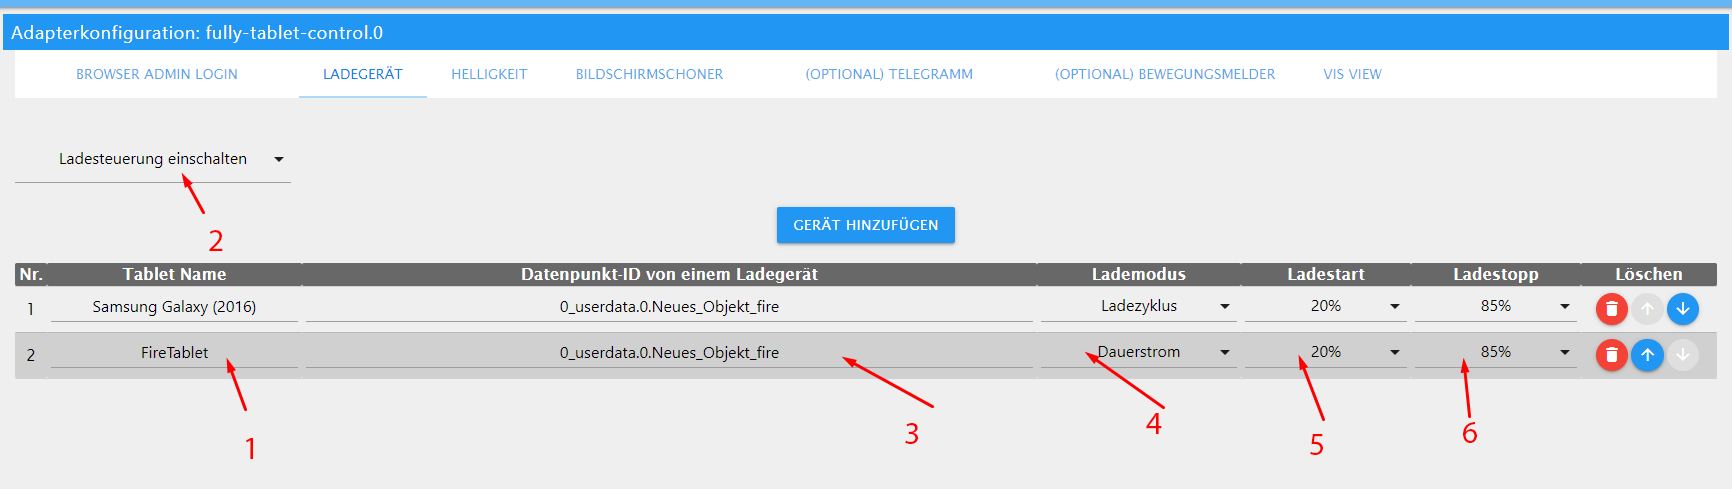 Adapterkonfiguration: fully-tablet-control.0
BROWSER ADMIN LOGIN LADEGERÄT HELLIGKEIT BILDSCHIRMSCHONER (OPTIONAL) TELEGRAMM (OPTIONAL) BEWEGUNGSMELDER VIS VIEW
Ladesteuerung einschalten
2
GERÄT HINZUFÜGEN
Nr. Tablet Name Datenpunkt-ID von einem Ladegerät Lademodus Ladestart Ladestopp Löschen
1 Samsung Galaxy (2016) 0_userdata.0.Neues_Objekt_fire Ladezyklus 20% 85%
2 FireTablet 0_userdata.0.Neues_Objekt_fire Dauerstrom 20% 85%
1 3 4 5 6